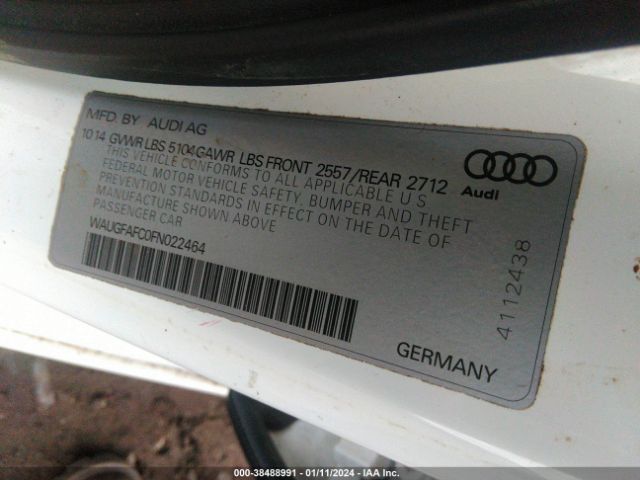 MFD. BY AUDI AG
10 14 GVWR LBS 5104 GAWR LBS FRONT 2557/REAR 2712
THIS VEHICLE CONFORMS TO ALL APPLICABLE U S
FEDERAL MOTOR VEHICLE SAFETY, BUMPER AND THEFT
PREVENTION STANDARDS IN EFFECT ON THE DATE OF
MANUFACTURE SHOWN ABOVE
PASSENGER CAR
WAUGFAFC0FN022464
Audi
4112438
GERMANY
000-38488991 - 01/11/2024 - IAA Inc.